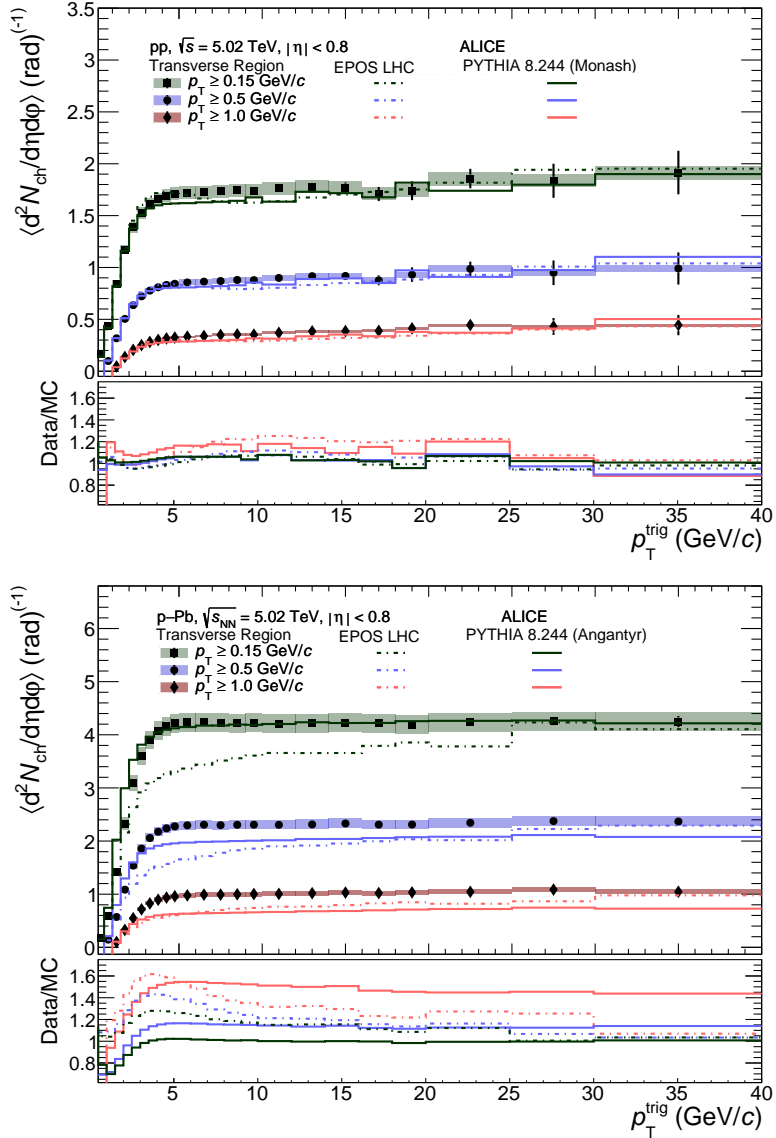 3.5
pp, √s = 5.02 TeV, |η| < 0.8 ALICE
Transverse Region EPOS LHC PYTHIA 8.244 (Monash)
p_T ≥ 0.15 GeV/c
p_T ≥ 0.5 GeV/c
p_T ≥ 1.0 GeV/c
⟨d²N_ch/dηdφ⟩ (rad)^(-1)
3
2.5
2
1.5
1
0.5
0
Data/MC
1.6
1.4
1.2
1
0.8
5 10 15 20 25 30 35 40
p_T^trig (GeV/c)
p–Pb, √s_NN = 5.02 TeV, |η| < 0.8 ALICE
Transverse Region EPOS LHC PYTHIA 8.244 (Angantyr)
p_T ≥ 0.15 GeV/c
p_T ≥ 0.5 GeV/c
p_T ≥ 1.0 GeV/c
⟨d²N_ch/dηdφ⟩ (rad)^(-1)
6
5
4
3
2
1
0
Data/MC
1.6
1.4
1.2
1
0.8
5 10 15 20 25 30 35 40
p_T^trig (GeV/c)